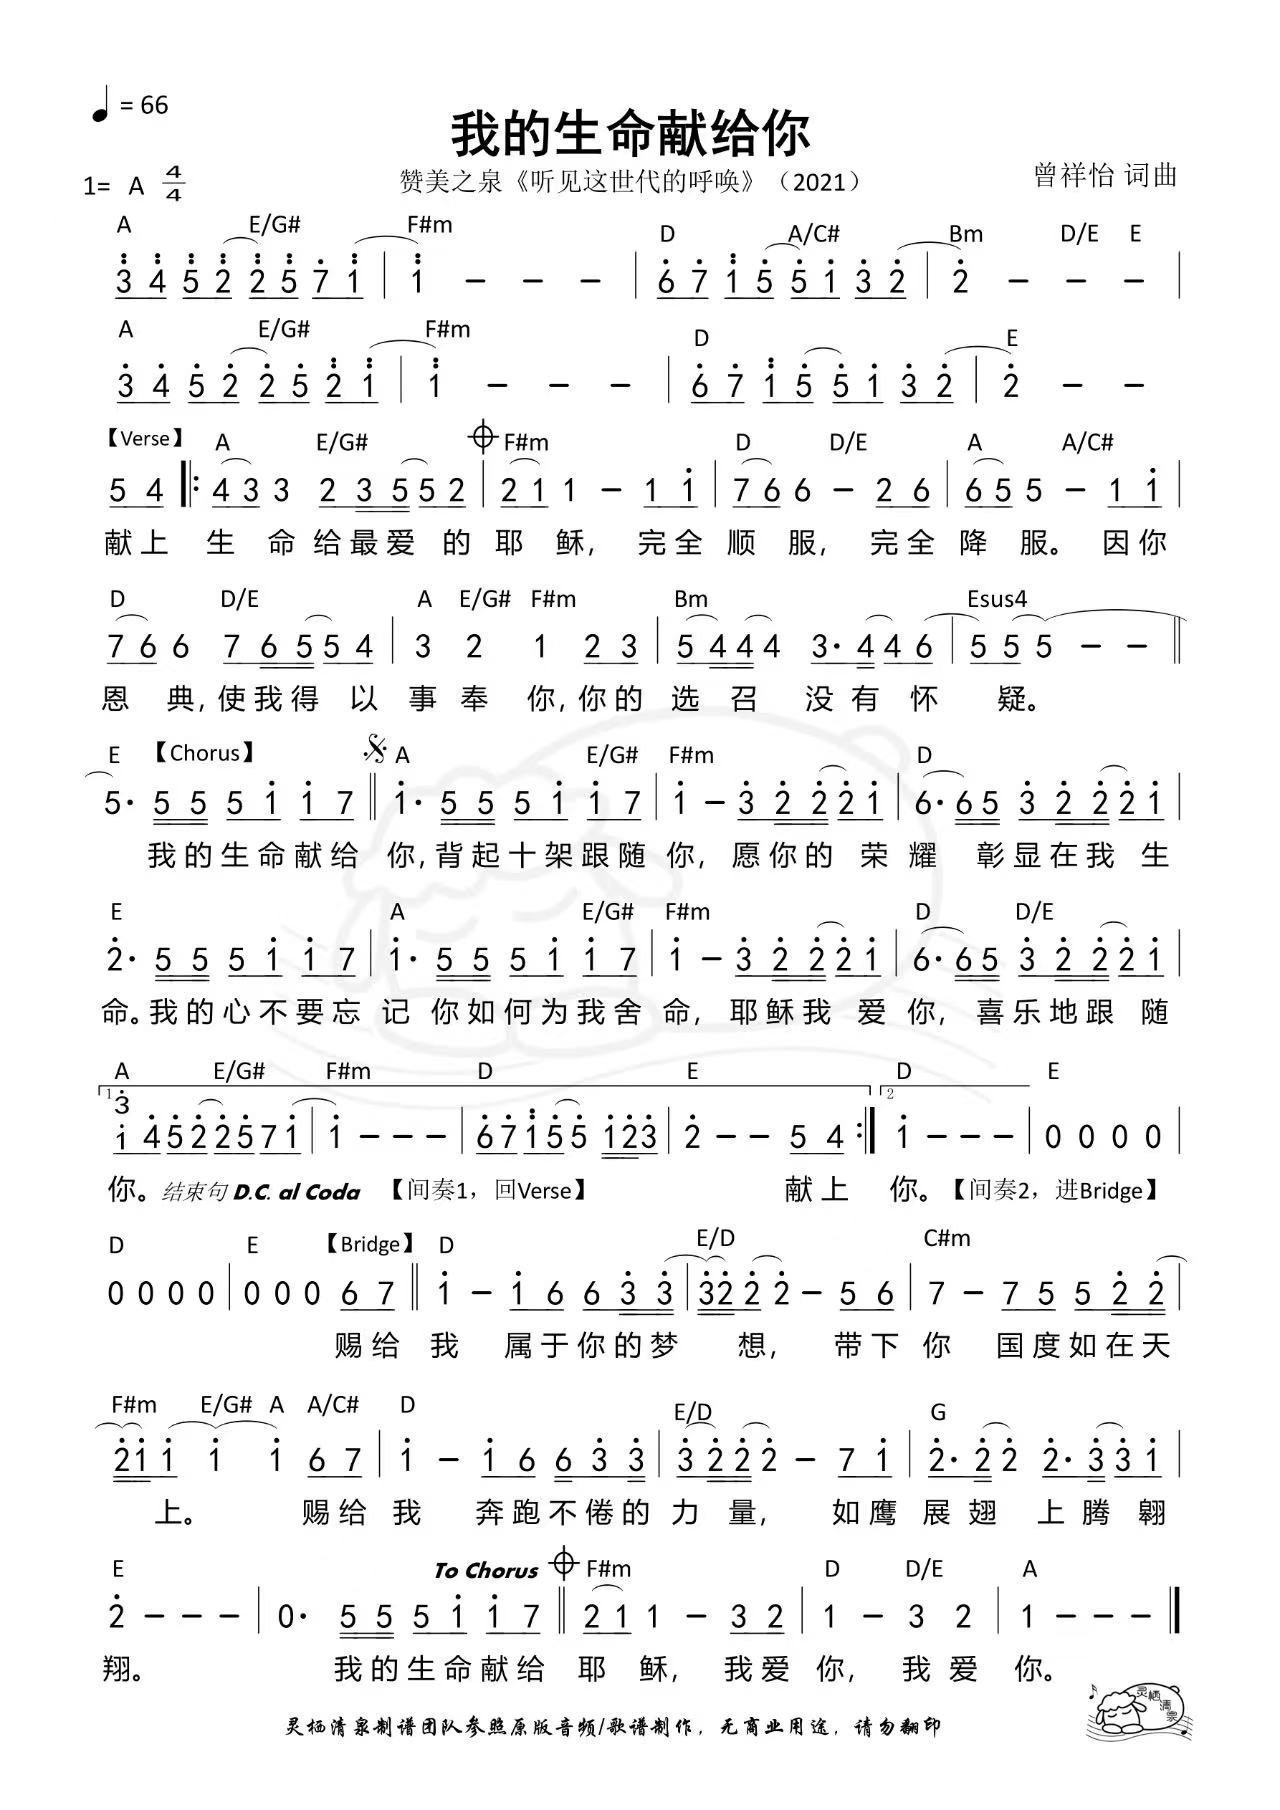 ♩= 66
我的生命献给你
1= A 4/4 赞美之泉《听见这世代的呼唤》（2021） 曾祥怡 词曲
A E/G# F#m D A/C# Bm D/E E
3 4 5 2 2 5 7 1 | 1 – – – | 6 7 1 5 5 1 3 2 | 2 – – – |
A E/G# F#m D E
3 4 5 2 2 5 2 1 | 1 – – – | 6 7 1 5 5 1 3 2 | 2 – –
【Verse】 A E/G# F#m D D/E A A/C#
5 4 |: 4 3 3 2 3 5 5 2 | 2 1 1 – 1 1 | 7 6 6 – 2 6 | 6 5 5 – 1 1 |
献上 生 命给最爱的耶 稣，完全顺 服，完全降 服。因你
D D/E A E/G# F#m Bm Esus4
7 6 6 7 6 5 5 4 | 3 2 1 2 3 | 5 4 4 4 3· 4 4 6 | 5 5 5 – – ||
恩 典，使我得 以 事 奉 你，你的 选 召 没有 怀 疑。
E 【Chorus】 A E/G# F#m D
5· 5 5 5 1 1 7 || 1· 5 5 5 1 1 7 | 1 – 3 2 2 2 1 | 6· 6 5 3 2 2 2 1 |
我的生命献给 你，背起十架跟随 你，愿你的 荣 耀 彰显在我 生
E A E/G# F#m D D/E
2· 5 5 5 1 1 7 | 1· 5 5 5 1 1 7 | 1 – 3 2 2 2 1 | 6· 6 5 3 2 2 2 1 |
命。我的心不要忘 记 你如何为我舍 命，耶稣我 爱 你，喜乐地跟 随
A E/G# F#m D E D E
1. 3 1 4 5 2 2 5 7 1 | 1 – – – | 6 7 1 5 5 1 2 3 | 2 – – 5 4 :| 2. 1 – – – | 0 0 0 0 |
你。结束句 D.C. al Coda 【间奏1，回Verse】 献上 你。【间奏2，进Bridge】
D E 【Bridge】 D E/D C#m
0 0 0 0 | 0 0 0 6 7 || 1 – 1 6 6 3 3 | 3 2 2 2 – 5 6 | 7 – 7 5 5 2 2 |
赐给 我 属于你的梦 想，带下 你 国度如在天
F#m E/G# A A/C# D E/D G
2 1 1 1 1 6 7 | 1 – 1 6 6 3 3 | 3 2 2 2 – 7 1 | 2· 2 2 2· 3 3 1 |
上。 赐给 我 奔跑不倦的 力 量，如鹰 展 翅 上 腾 翱
E To Chorus F#m D D/E A
2 – – – | 0· 5 5 5 1 1 7 || 2 1 1 – 3 2 | 1 – 3 2 | 1 – – – |
翔。 我的生命献给 耶 稣，我爱 你，我 爱 你。
灵栖清泉
灵栖清泉制谱团队参照原版音频/歌谱制作，无商业用途，请勿翻印